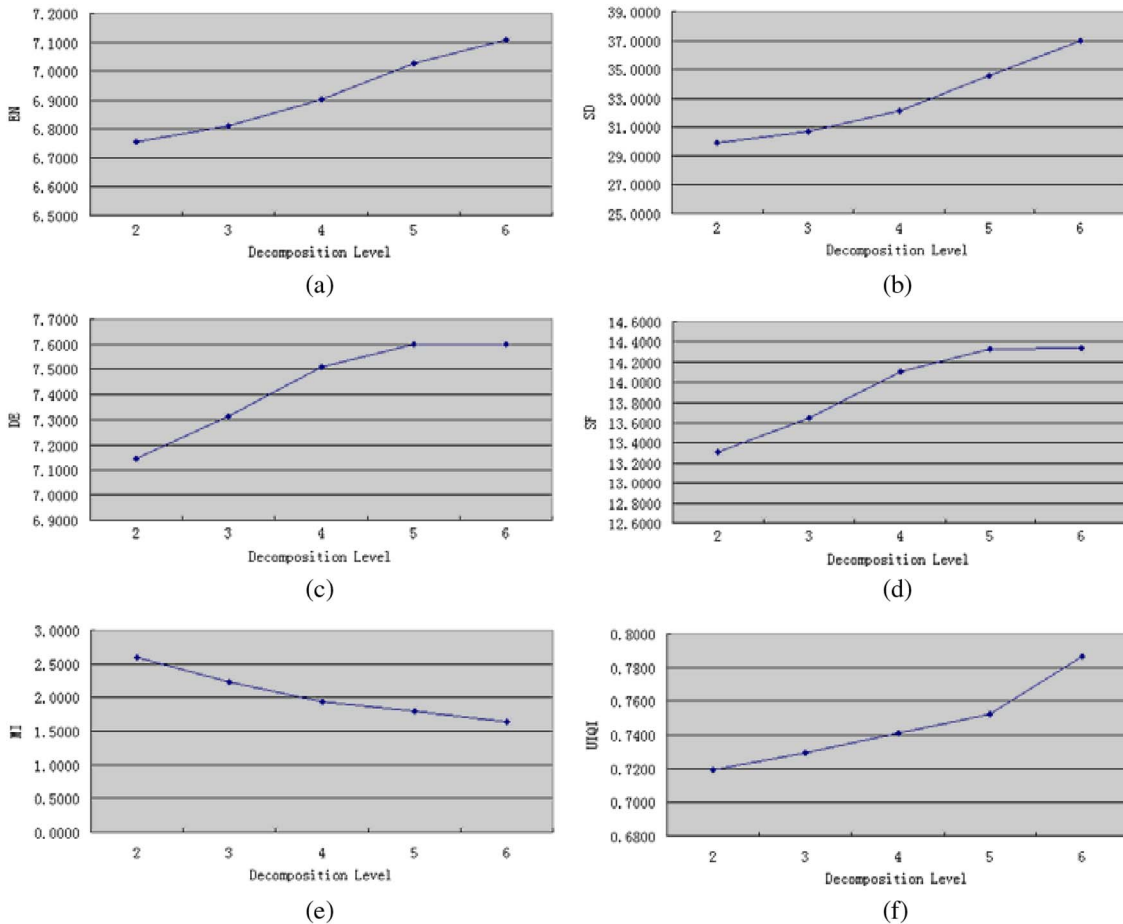 7.2000
7.1000
7.0000
6.9000
6.8000
6.7000
6.6000
6.5000
EN
2 3 4 5 6
Decomposition Level
(a)
39.0000
37.0000
35.0000
33.0000
31.0000
29.0000
27.0000
25.0000
SD
2 3 4 5 6
Decomposition Level
(b)
7.7000
7.6000
7.5000
7.4000
7.3000
7.2000
7.1000
7.0000
6.9000
DE
2 3 4 5 6
Decomposition Level
(c)
14.6000
14.4000
14.2000
14.0000
13.8000
13.6000
13.4000
13.2000
13.0000
12.8000
12.6000
SF
2 3 4 5 6
Decomposition Level
(d)
3.0000
2.5000
2.0000
1.5000
1.0000
0.5000
0.0000
MI
2 3 4 5 6
Decomposition Level
(e)
0.8000
0.7800
0.7600
0.7400
0.7200
0.7000
0.6800
UIQI
2 3 4 5 6
Decomposition Level
(f)